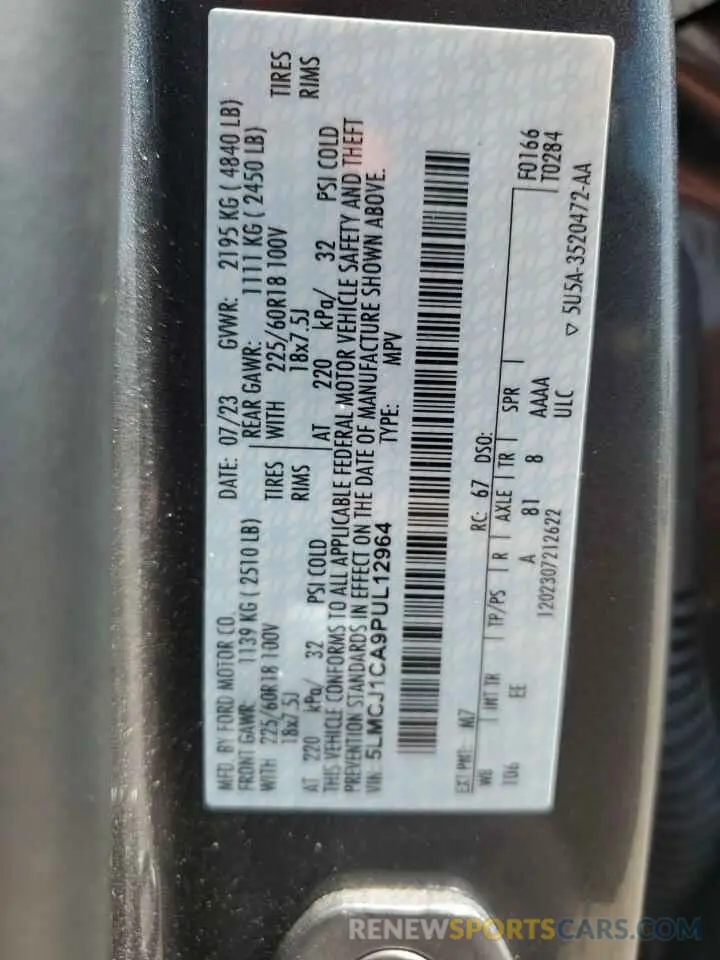 MFD. BY FORD MOTOR CO.
DATE: 07/23 GVWR: 2195 KG ( 4840 LB)
FRONT GAWR: 1139 KG ( 2510 LB) REAR GAWR: 1111 KG ( 2450 LB)
WITH 225/60R18 100V TIRES WITH 225/60R18 100V TIRES
18x7.5J RIMS 18x7.5J RIMS
AT 220 kPa/ 32 PSI COLD AT 220 kPa/ 32 PSI COLD
THIS VEHICLE CONFORMS TO ALL APPLICABLE FEDERAL MOTOR VEHICLE SAFETY AND THEFT
PREVENTION STANDARDS IN EFFECT ON THE DATE OF MANUFACTURE SHOWN ABOVE.
VIN: 5LMCJ1CA9PUL12964 TYPE: MPV
EXT PNT: M7 RC: 67 DSO:
WB INT TR TP/PS R AXLE TR SPR F0166
106 EE A 81 8 AAAA T0284
1202307212622 ULC
▽ 5U5A-3520472-AA
RENEWSPORTSCARS.COM